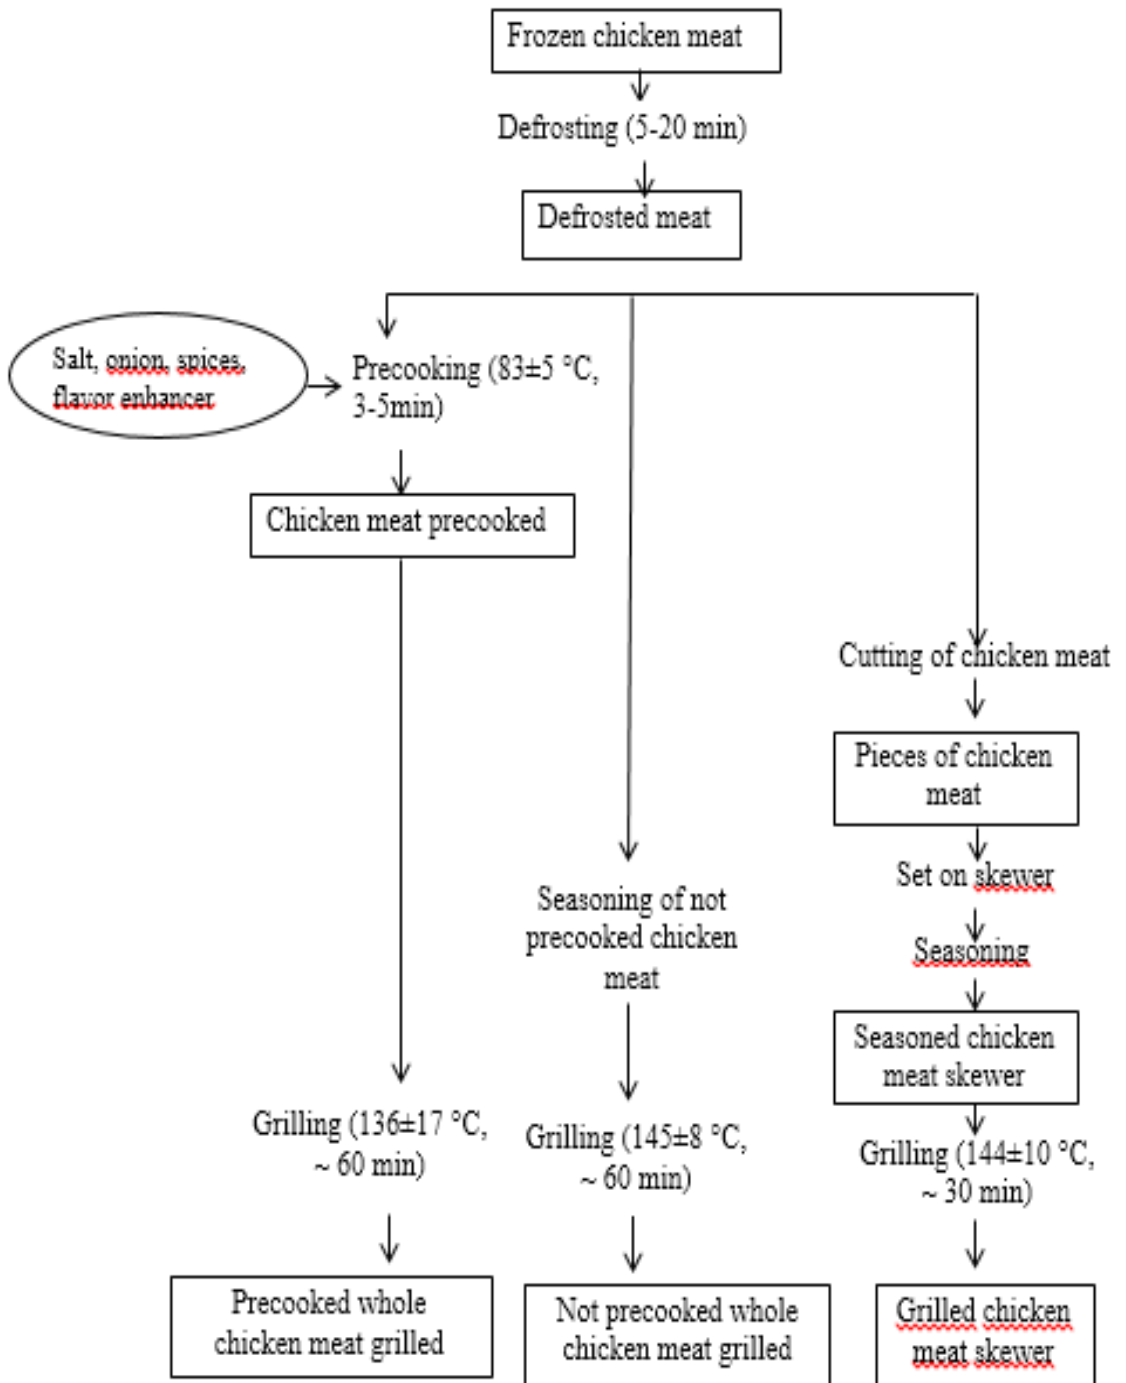 Frozen chicken meat
Defrosting (5-20 min)
Defrosted meat
Salt, onion, spices,
flavor enhancer
Precooking (83±5 °C,
3-5min)
Chicken meat precooked
Cutting of chicken meat
Pieces of chicken
meat
Set on skewer
Seasoning of not
precooked chicken
meat
Seasoning
Seasoned chicken
meat skewer
Grilling (136±17 °C,
~ 60 min)
Grilling (145±8 °C,
~ 60 min)
Grilling (144±10 °C,
~ 30 min)
Precooked whole
chicken meat grilled
Not precooked whole
chicken meat grilled
Grilled chicken
meat skewer